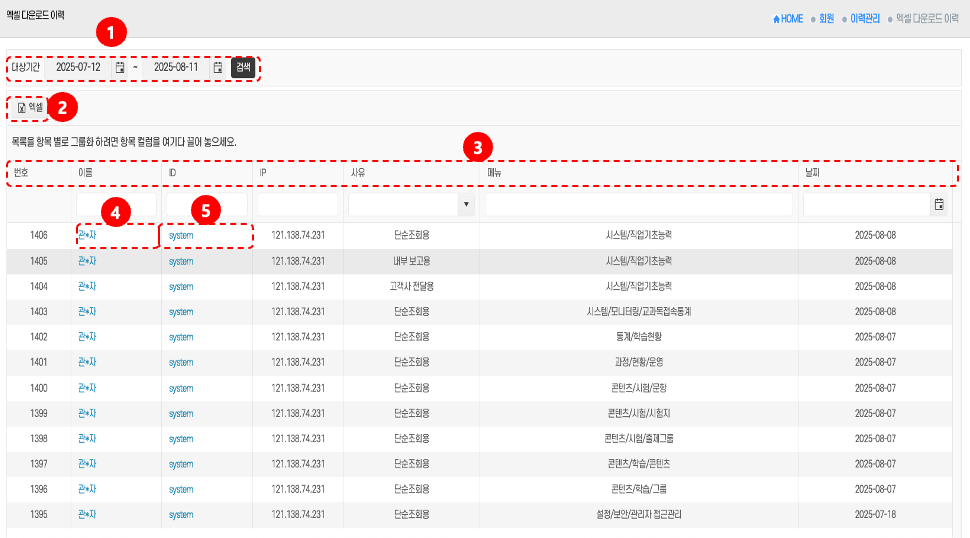 엑셀 다운로드 이력
HOME 회원 이력관리 엑셀 다운로드 이력
1
대상기간 2025-07-12 ~ 2025-08-11 검색
엑셀 2
목록을 항목 별로 그룹화 하려면 항목 컬럼을 여기다 끌어 놓으세요.
3
번호 이름 ID IP 사유 메뉴 날짜
4 5
1406 관*자 system 121.138.74.231 단순조회용 시스템/직업기초능력 2025-08-08
1405 관*자 system 121.138.74.231 내부 보고용 시스템/직업기초능력 2025-08-08
1404 관*자 system 121.138.74.231 고객사 전달용 시스템/직업기초능력 2025-08-08
1403 관*자 system 121.138.74.231 단순조회용 시스템/모니터링/교과목접속통계 2025-08-08
1402 관*자 system 121.138.74.231 단순조회용 통계/학습현황 2025-08-07
1401 관*자 system 121.138.74.231 단순조회용 과정/현황/운영 2025-08-07
1400 관*자 system 121.138.74.231 단순조회용 콘텐츠/시험/문항 2025-08-07
1399 관*자 system 121.138.74.231 단순조회용 콘텐츠/시험/시험지 2025-08-07
1398 관*자 system 121.138.74.231 단순조회용 콘텐츠/시험/출제그룹 2025-08-07
1397 관*자 system 121.138.74.231 단순조회용 콘텐츠/학습/콘텐츠 2025-08-07
1396 관*자 system 121.138.74.231 단순조회용 콘텐츠/학습/그룹 2025-08-07
1395 관*자 system 121.138.74.231 단순조회용 설정/보안/관리자 접근관리 2025-07-18